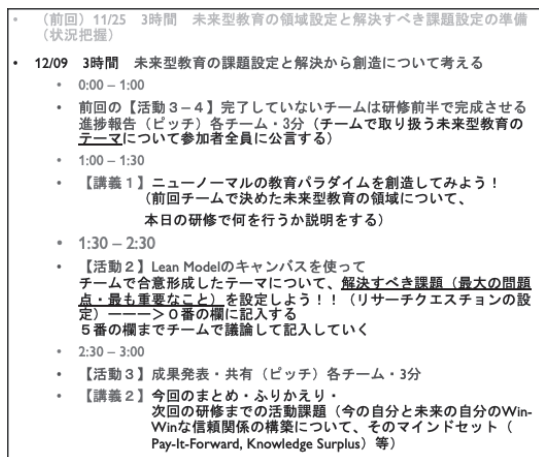 • （前回）11/25　3時間　未来型教育の領域設定と解決すべき課題設定の準備
（状況把握）
• 12/09　3時間　未来型教育の課題設定と解決から創造について考える
• 0:00 – 1:00
• 前回の【活動３−４】完了していないチームは研修前半で完成させる
進捗報告（ピッチ）各チーム・3分（チームで取り扱う未来型教育の
テーマについて参加者全員に公言する）
• 1:00 – 1:30
• 【講義１】ニューノーマルの教育パラダイムを創造してみよう！
（前回チームで決めた未来型教育の領域について、
本日の研修で何を行うか説明をする）
• 1:30 – 2:30
• 【活動２】Lean Modelのキャンバスを使って
チームで合意形成したテーマについて、解決すべき課題（最大の問題
点・最も重要なこと）を設定しよう！！（リサーチクエスチョンの設
定）ーーー＞０番の欄に記入する
５番の欄までチームで議論して記入していく
• 2:30 – 3:00
• 【活動３】成果発表・共有（ピッチ）各チーム・3分
• 【講義２】今回のまとめ・ふりかえり・
次回の研修までの活動課題（今の自分と未来の自分のWin-
Winな信頼関係の構築について、そのマインドセット（
Pay-It-Forward, Knowledge Surplus）等）